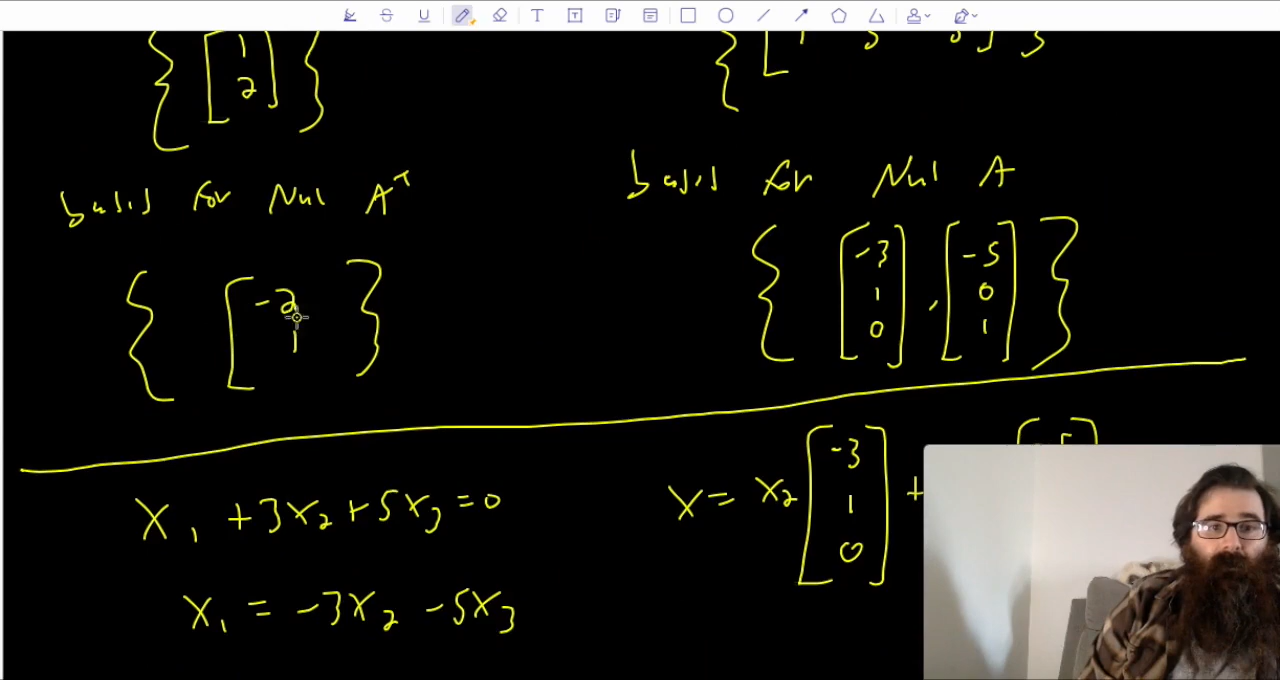 { [ 1
2 ] }
basis for Nul Aᵀ
{ [ -2
1 ] }
basis for Nul A
{ [ -3
1
0 ] , [ -5
0
1 ] }
x₁ + 3x₂ + 5x₃ = 0
x₁ = -3x₂ - 5x₃
x = x₂ [ -3
1
0 ] +